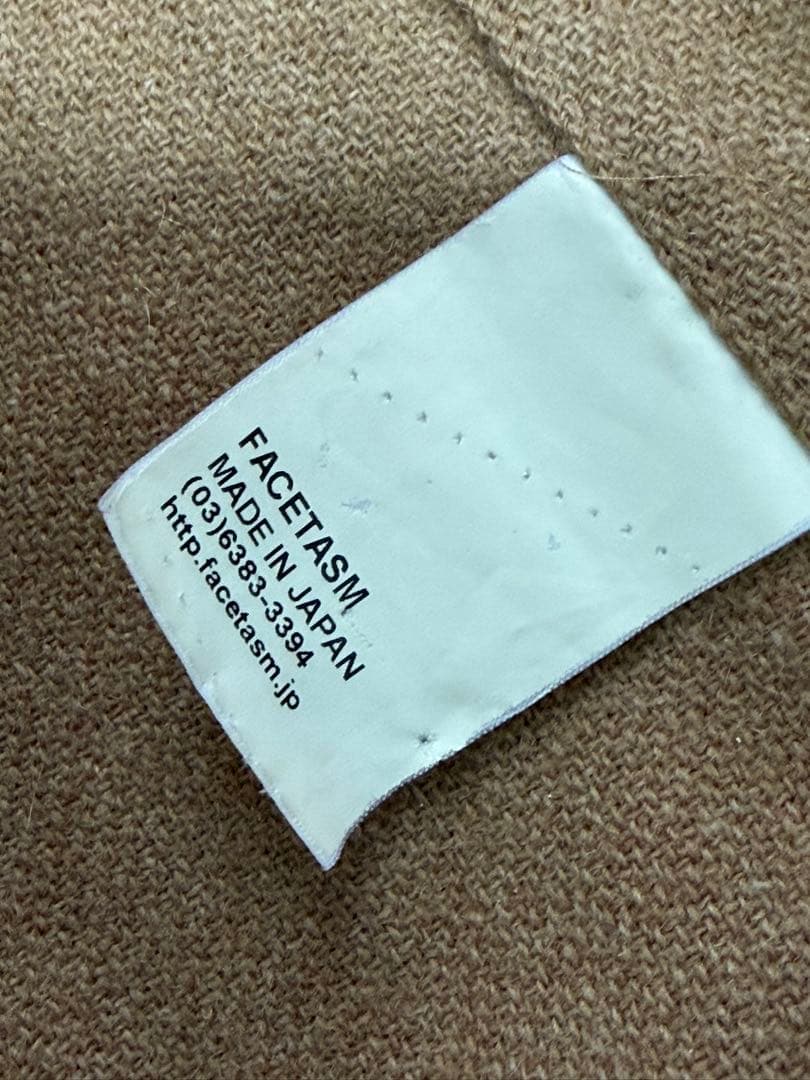 FACETASM
MADE IN JAPAN
(03)6383-3394
http.facetasm.jp